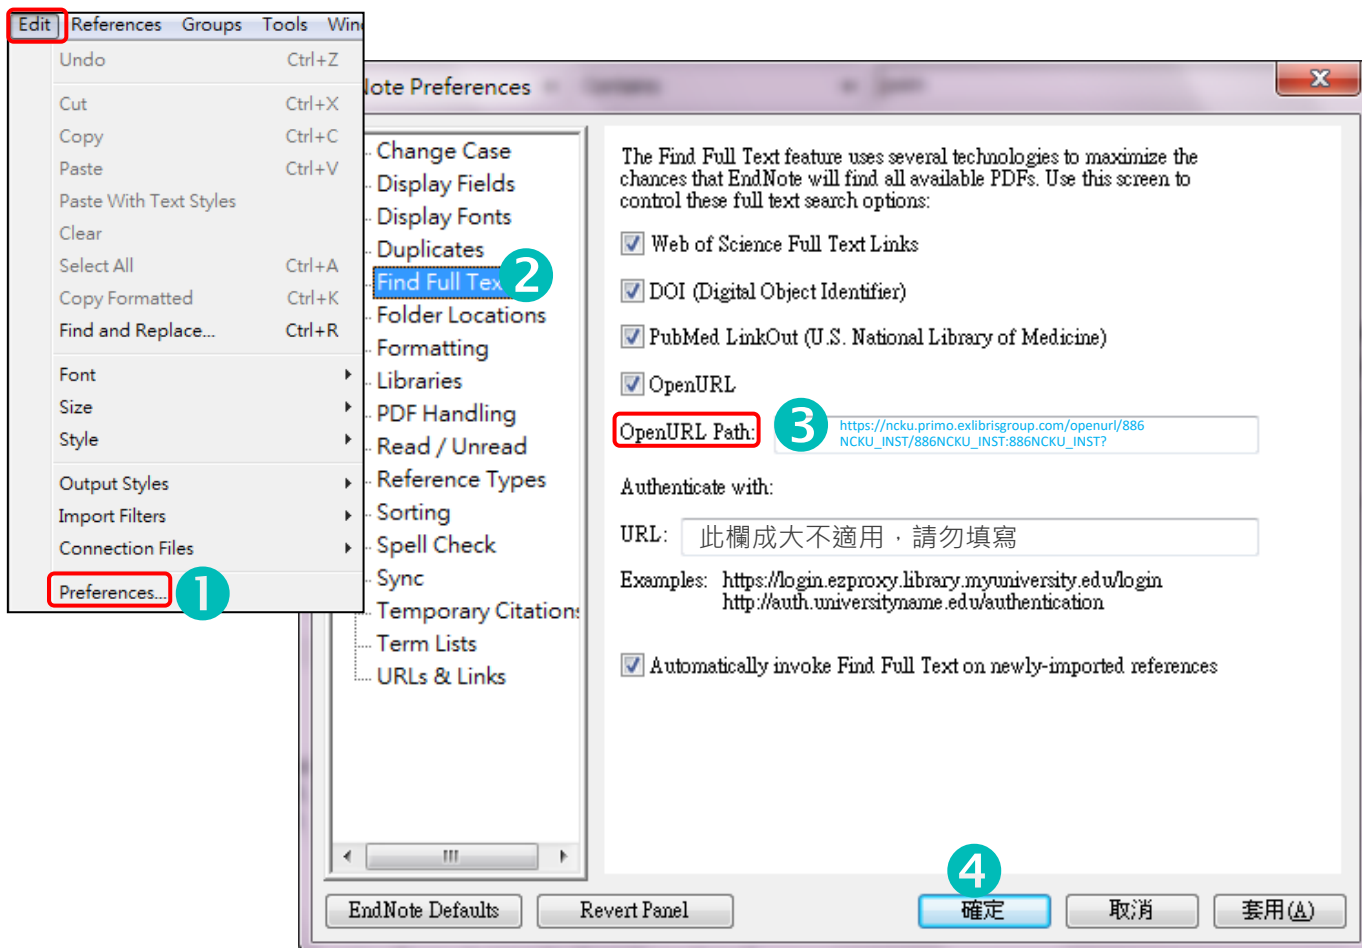 Edit References Groups Tools
Undo Ctrl+Z
Cut Ctrl+X
Copy Ctrl+C
Paste Ctrl+V
Paste With Text Styles
Clear
Select All Ctrl+A
Copy Formatted Ctrl+K
Find and Replace... Ctrl+R
Font
Size
Style
Output Styles
Import Filters
Connection Files
Preferences...
1
Note Preferences
Change Case
Display Fields
Display Fonts
Duplicates
Find Full Tex
2
Folder Locations
Formatting
Libraries
PDF Handling
Read / Unread
Reference Types
Sorting
Spell Check
Sync
Temporary Citations
Term Lists
URLs & Links
The Find Full Text feature uses several technologies to maximize the
chances that EndNote will find all available PDFs. Use this screen to
control these full text search options:
Web of Science Full Text Links
DOI (Digital Object Identifier)
PubMed LinkOut (U.S. National Library of Medicine)
OpenURL
OpenURL Path:
3
https://ncku.primo.exlibrisgroup.com/openurl/886
NCKU_INST/886NCKU_INST:886NCKU_INST?
Authenticate with:
URL: 此欄成大不適用，請勿填寫
Examples: https://login.ezproxy.library.myuniversity.edu/login
http://auth.universityname.edu/authentication
Automatically invoke Find Full Text on newly-imported references
4
EndNote Defaults Revert Panel 確定 取消 套用(A)